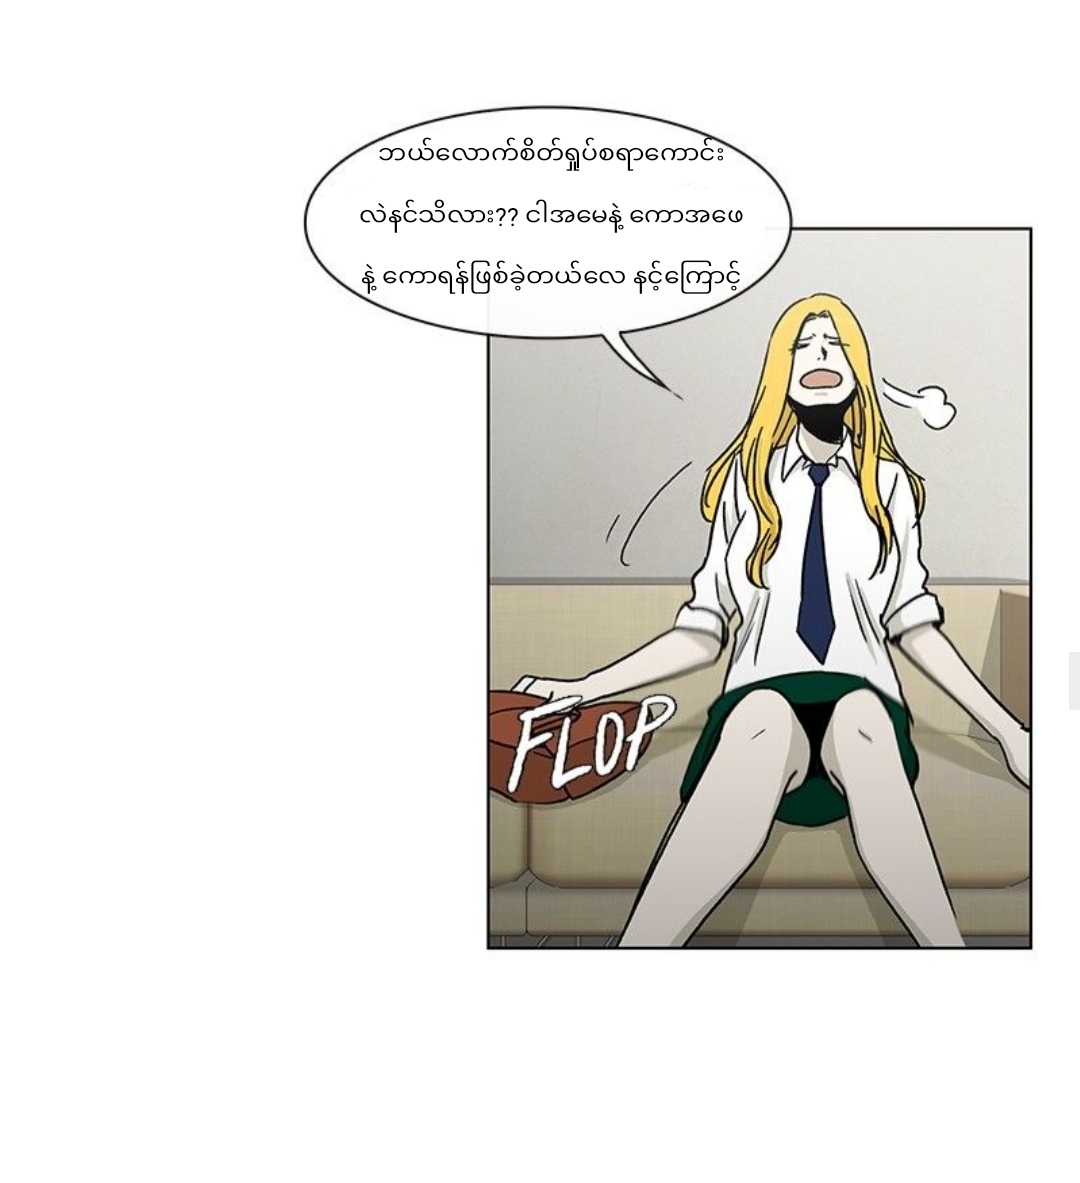 ဘယ်လောက်စိတ်ရှုပ်စရာကောင်း
လဲနင်သိလား?? ငါအမေနဲ့ ကောအဖေ
နဲ့ ကောရန်ဖြစ်ခဲ့တယ်လေ နင့်ကြောင့်
FLOP